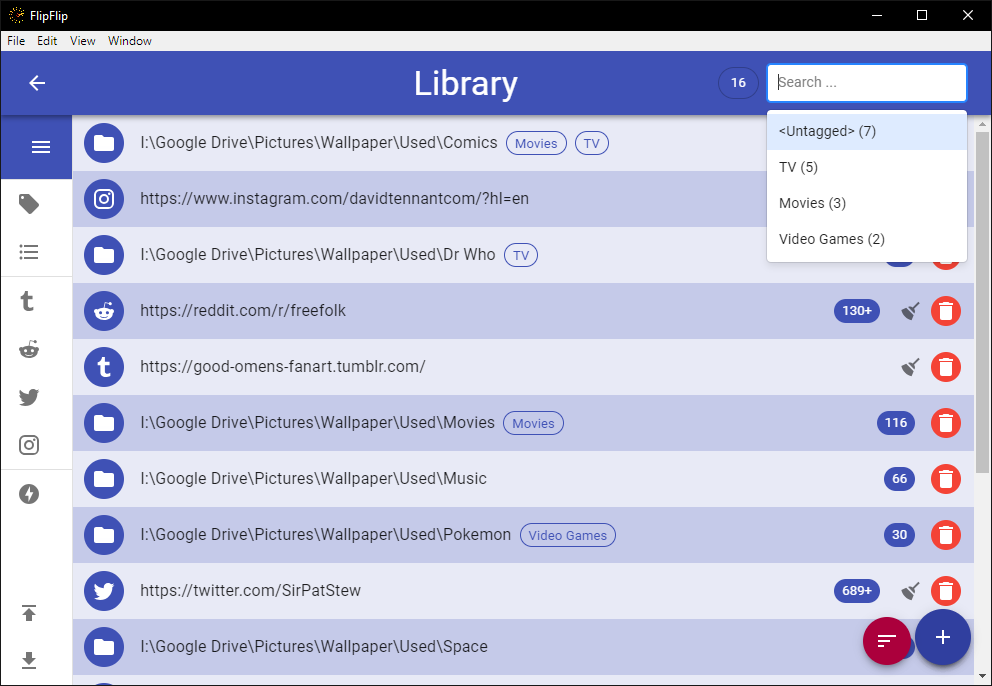 FlipFlip
File Edit View Window
Library
16
Search ...
<Untagged> (7)
TV (5)
Movies (3)
Video Games (2)
I:\Google Drive\Pictures\Wallpaper\Used\Comics Movies TV
https://www.instagram.com/davidtennantcom/?hl=en
I:\Google Drive\Pictures\Wallpaper\Used\Dr Who TV
https://reddit.com/r/freefolk 130+
https://good-omens-fanart.tumblr.com/
I:\Google Drive\Pictures\Wallpaper\Used\Movies Movies 116
I:\Google Drive\Pictures\Wallpaper\Used\Music 66
I:\Google Drive\Pictures\Wallpaper\Used\Pokemon Video Games 30
https://twitter.com/SirPatStew 689+
I:\Google Drive\Pictures\Wallpaper\Used\Space